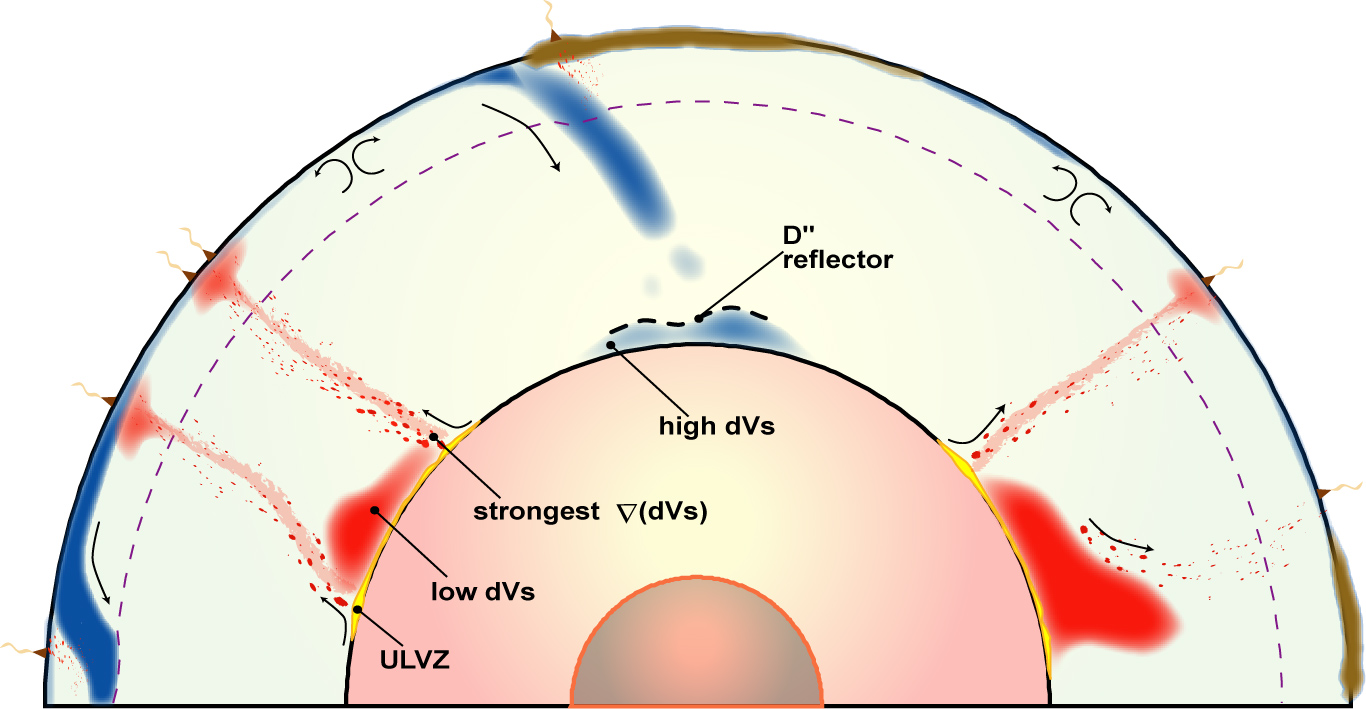 D"
reflector
high dVs
strongest ▽(dVs)
low dVs
ULVZ